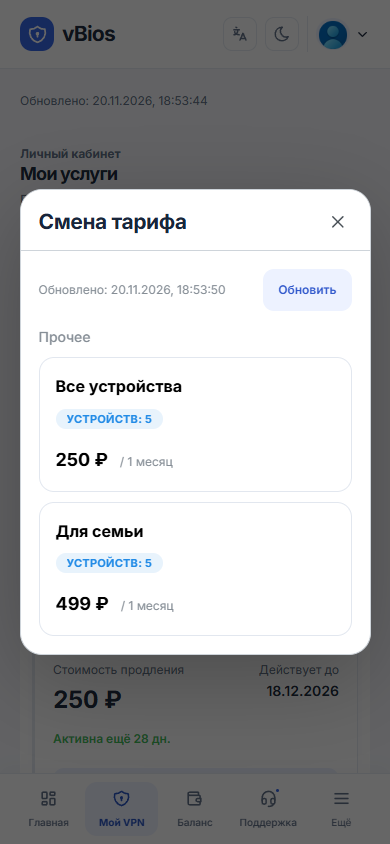 vBios
Обновлено: 20.11.2026, 18:53:44
Личный кабинет
Мои услуги
Смена тарифа
Обновлено: 20.11.2026, 18:53:50
Обновить
Прочее
Все устройства
УСТРОЙСТВ: 5
250 ₽ / 1 месяц
Для семьи
УСТРОЙСТВ: 5
499 ₽ / 1 месяц
Стоимость продления
Действует до
250 ₽
18.12.2026
Активна ещё 28 дн.
Главная
Мой VPN
Баланс
Поддержка
Ещё